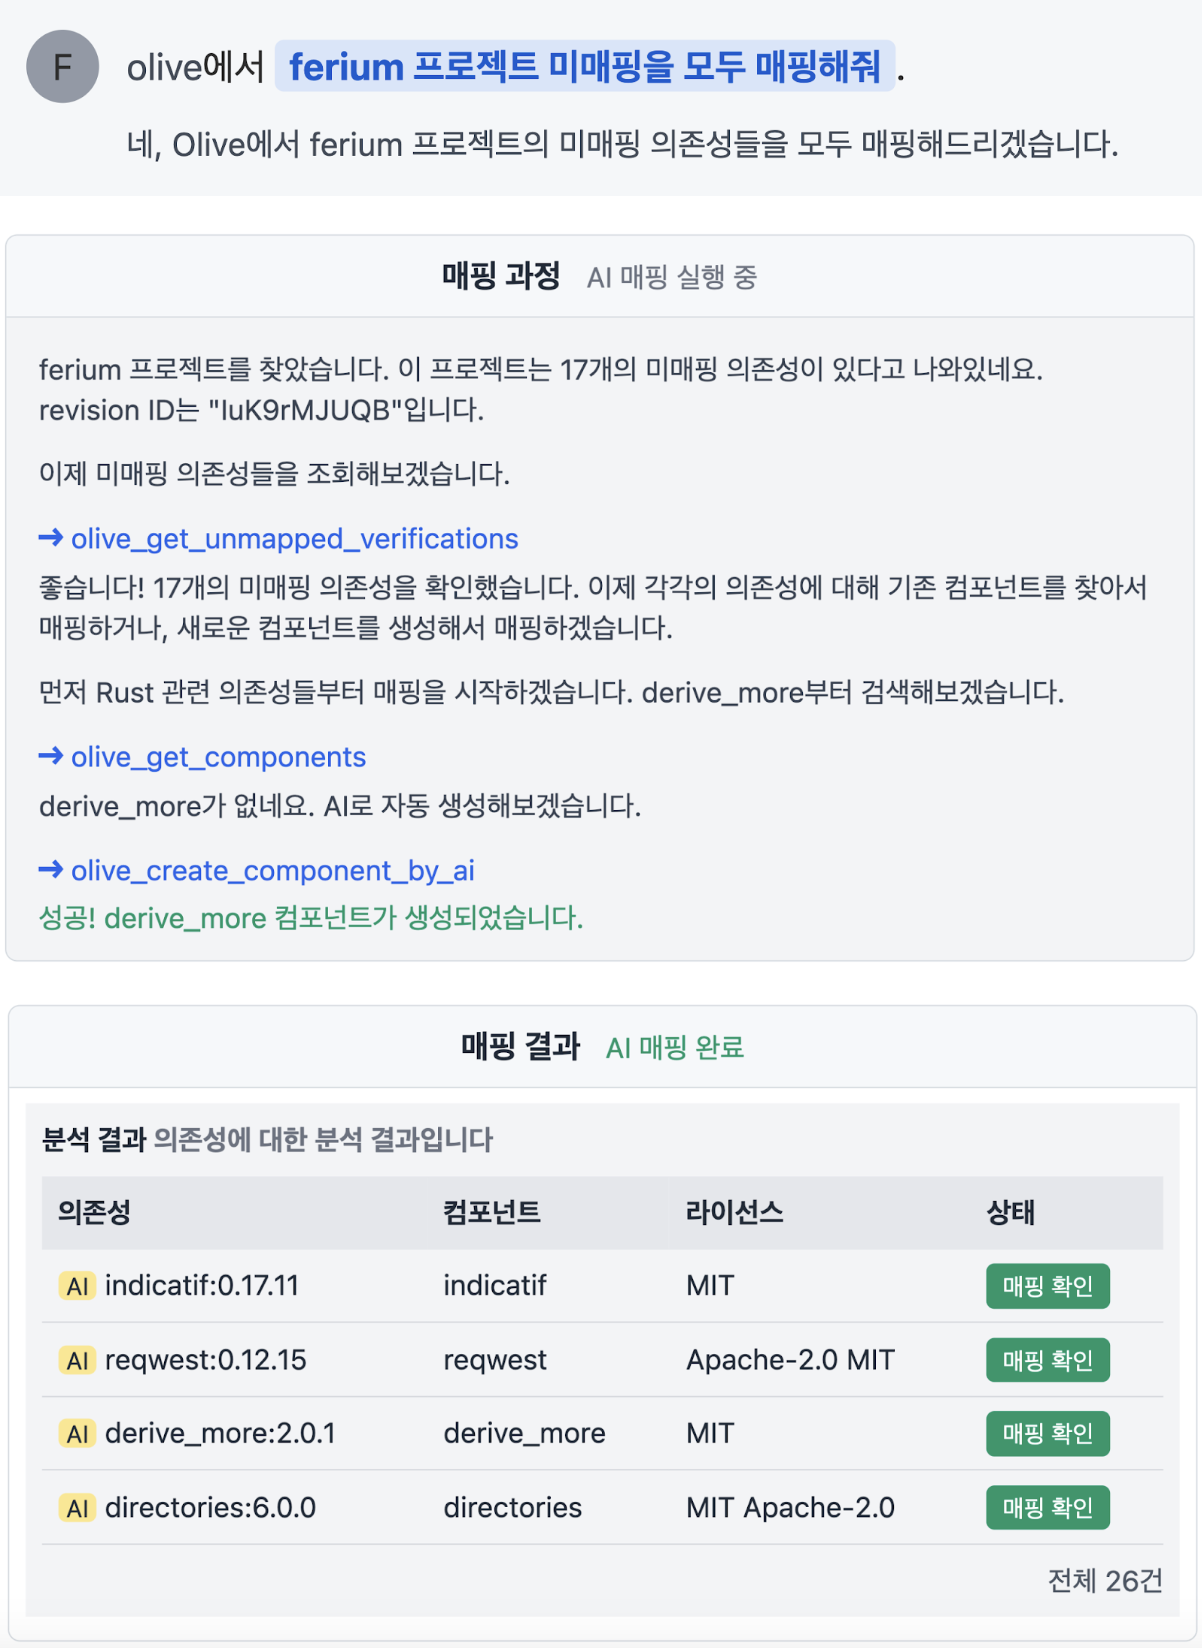 F
olive에서 ferium 프로젝트 미매핑을 모두 매핑해줘.
네, Olive에서 ferium 프로젝트의 미매핑 의존성들을 모두 매핑해드리겠습니다.
매핑 과정 AI 매핑 실행 중
ferium 프로젝트를 찾았습니다. 이 프로젝트는 17개의 미매핑 의존성이 있다고 나와있네요.
revision ID는 "luK9rMJUQB"입니다.
이제 미매핑 의존성들을 조회해보겠습니다.
→ olive_get_unmapped_verifications
좋습니다! 17개의 미매핑 의존성을 확인했습니다. 이제 각각의 의존성에 대해 기존 컴포넌트를 찾아서
매핑하거나, 새로운 컴포넌트를 생성해서 매핑하겠습니다.
먼저 Rust 관련 의존성들부터 매핑을 시작하겠습니다. derive_more부터 검색해보겠습니다.
→ olive_get_components
derive_more가 없네요. AI로 자동 생성해보겠습니다.
→ olive_create_component_by_ai
성공! derive_more 컴포넌트가 생성되었습니다.
매핑 결과 AI 매핑 완료
분석 결과 의존성에 대한 분석 결과입니다
의존성 컴포넌트 라이선스 상태
AI indicatif:0.17.11 indicatif MIT 매핑 확인
AI reqwest:0.12.15 reqwest Apache-2.0 MIT 매핑 확인
AI derive_more:2.0.1 derive_more MIT 매핑 확인
AI directories:6.0.0 directories MIT Apache-2.0 매핑 확인
전체 26건